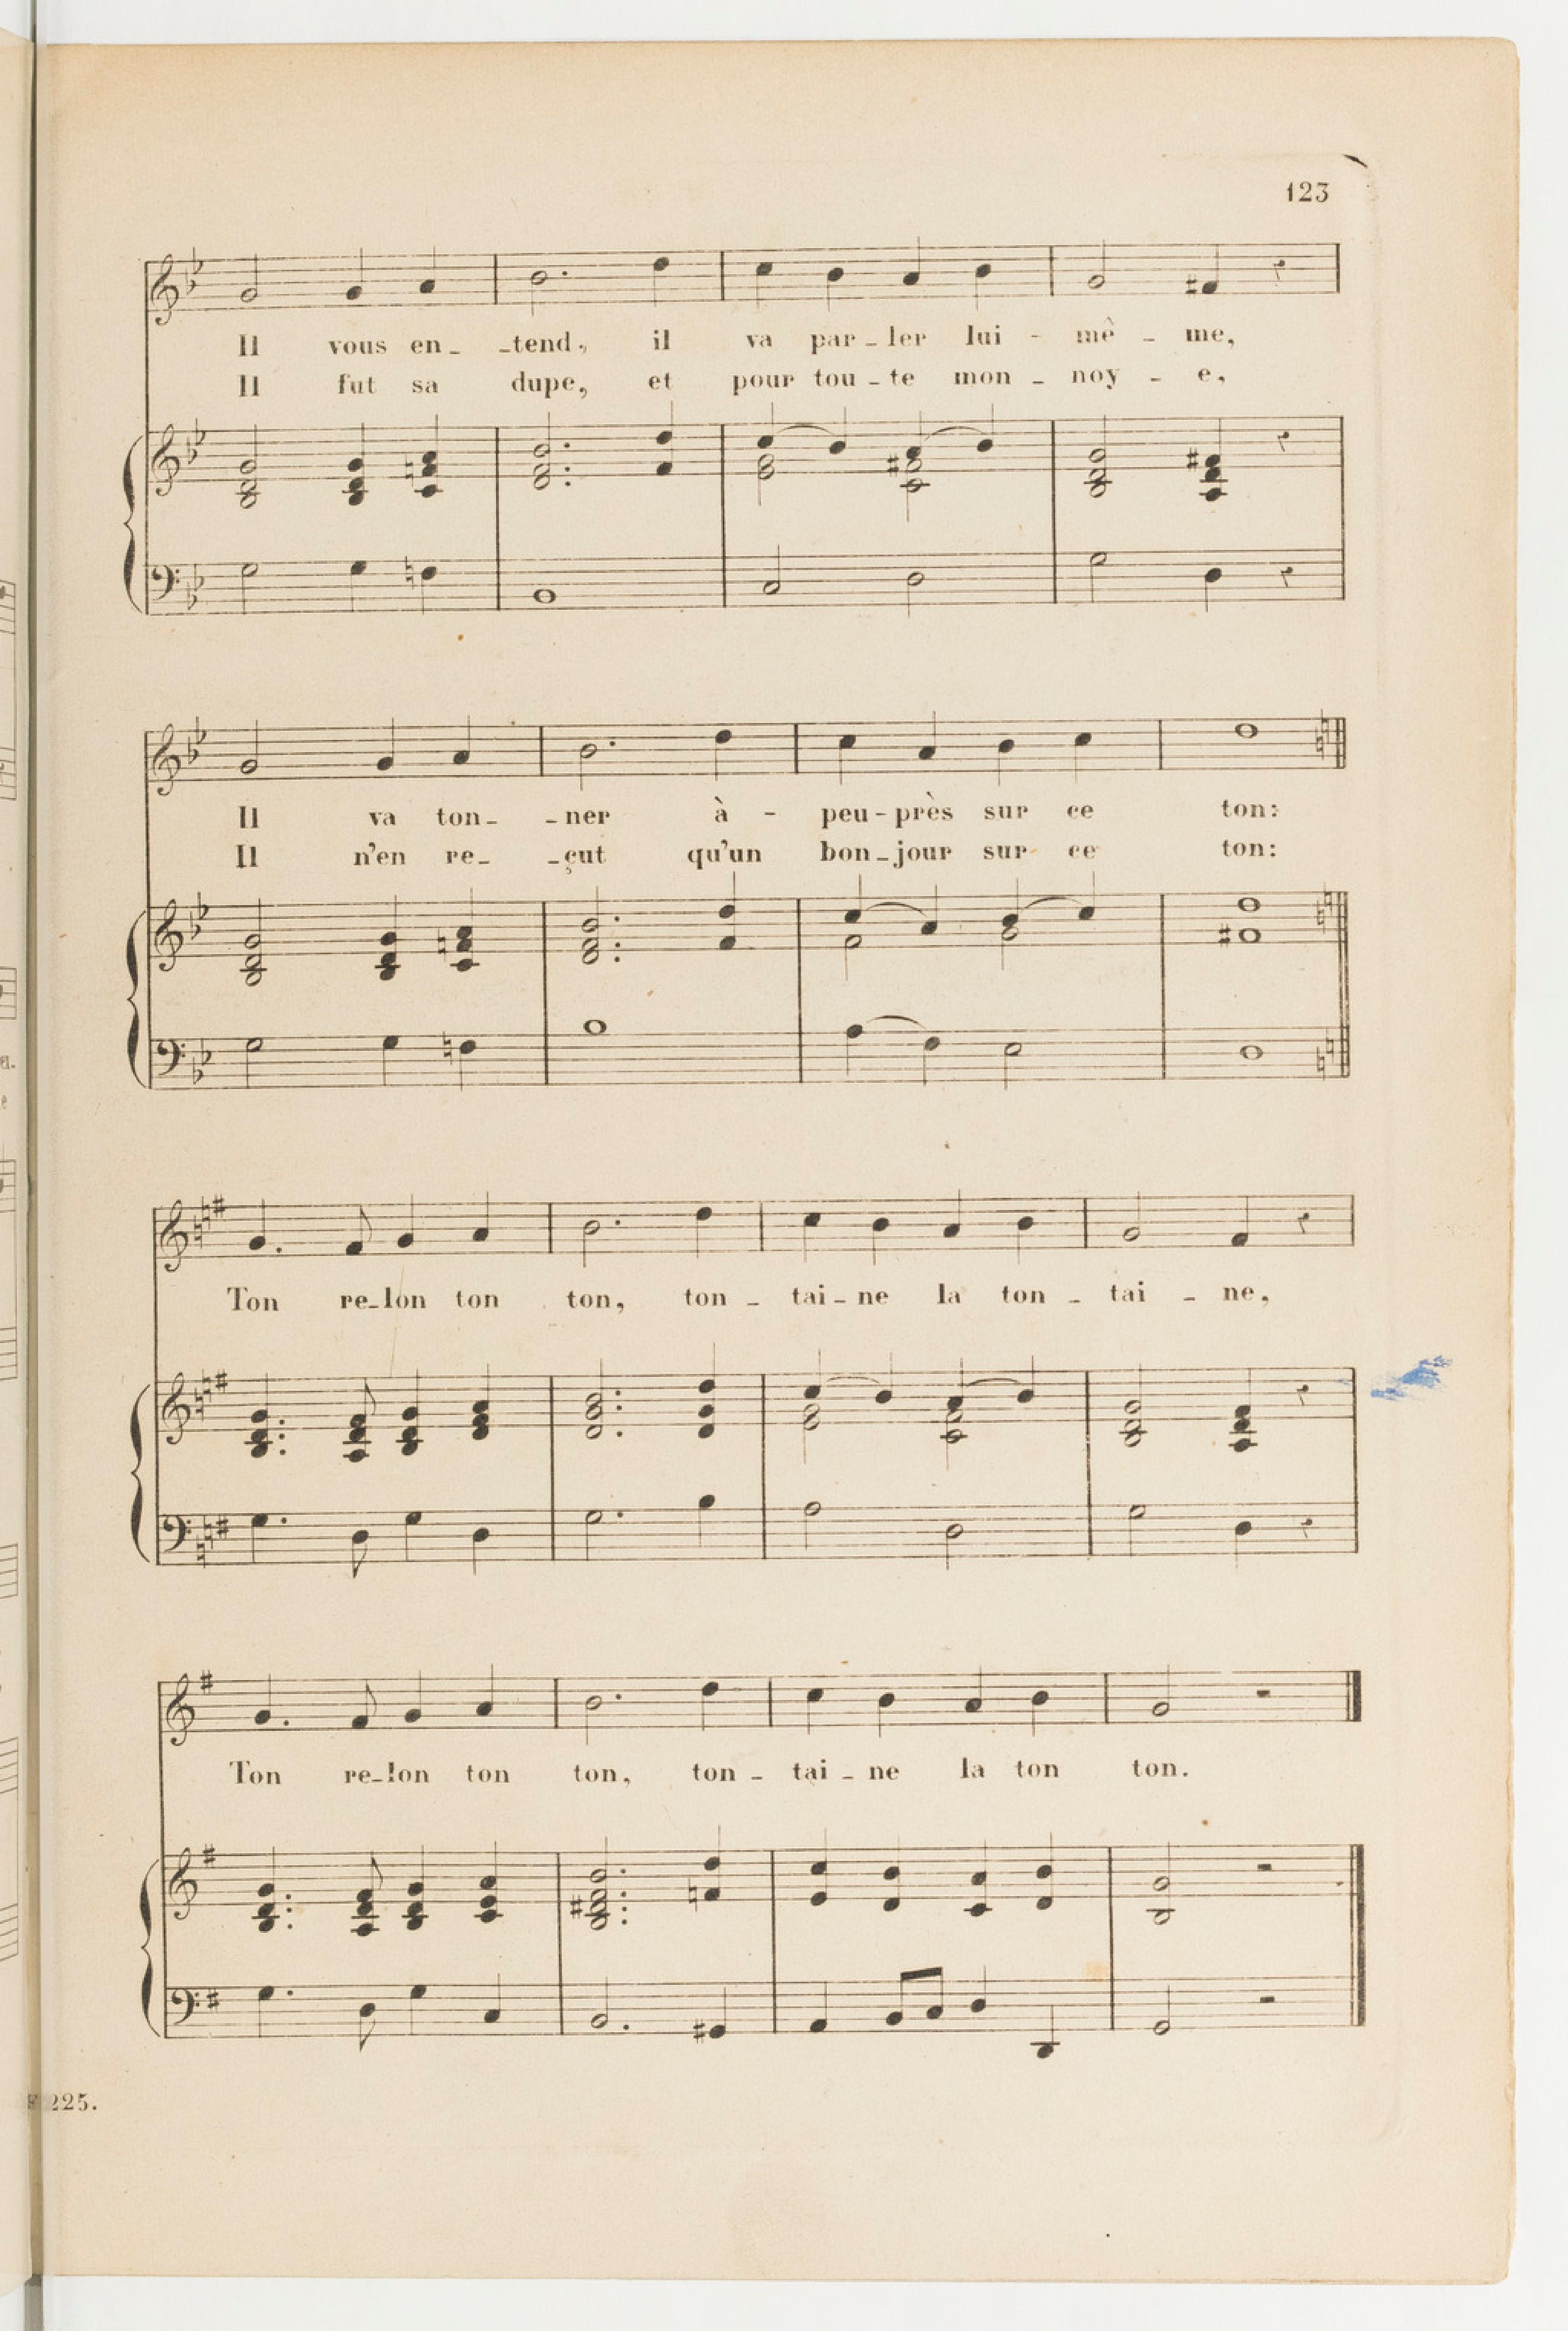 123
Il vous en_ _tend, il va par_ler lui - mê _ me,
Il fut sa dupe, et pour tou_te mon _ noy _ e,
Il va ton_ _ner à - peu-près sur ce ton:
Il n'en re_ _çut qu'un bon_jour sur ce ton:
Ton re_lon ton ton, ton _ tai_ne la ton _ tai _ ne,
Ton re_lon ton ton, ton _ tai_ne la ton ton.
225.